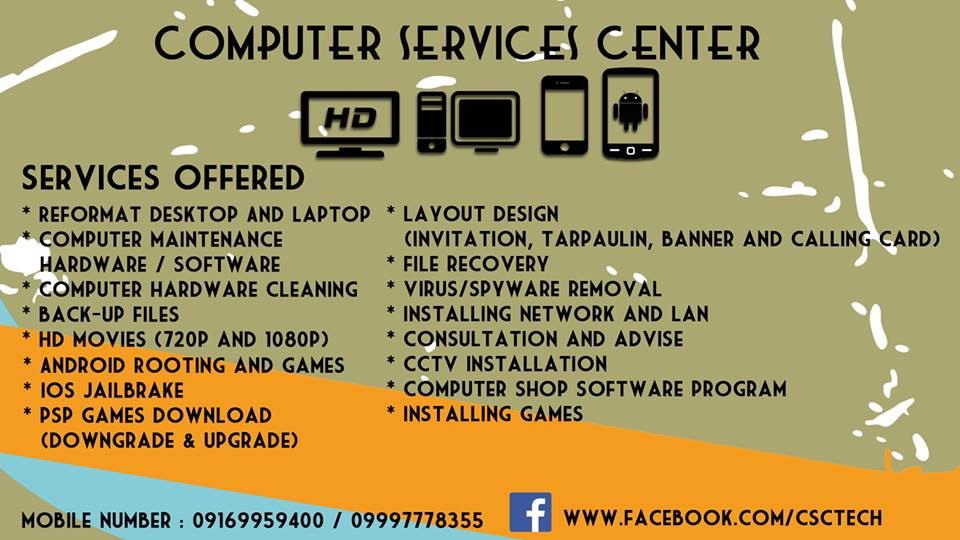 COMPUTER SERVICES CENTER
HD
SERVICES OFFERED
* REFORMAT DESKTOP AND LAPTOP
* COMPUTER MAINTENANCE
HARDWARE / SOFTWARE
* COMPUTER HARDWARE CLEANING
* BACK-UP FILES
* HD MOVIES (720P AND 1080P)
* ANDROID ROOTING AND GAMES
* IOS JAILBRAKE
* PSP GAMES DOWNLOAD
(DOWNGRADE & UPGRADE)
* LAYOUT DESIGN
(INVITATION, TARPAULIN, BANNER AND CALLING CARD)
* FILE RECOVERY
* VIRUS/SPYWARE REMOVAL
* INSTALLING NETWORK AND LAN
* CONSULTATION AND ADVISE
* CCTV INSTALLATION
* COMPUTER SHOP SOFTWARE PROGRAM
* INSTALLING GAMES
MOBILE NUMBER : 09169959400 / 09997778355
f WWW.FACEBOOK.COM/CSCTECH